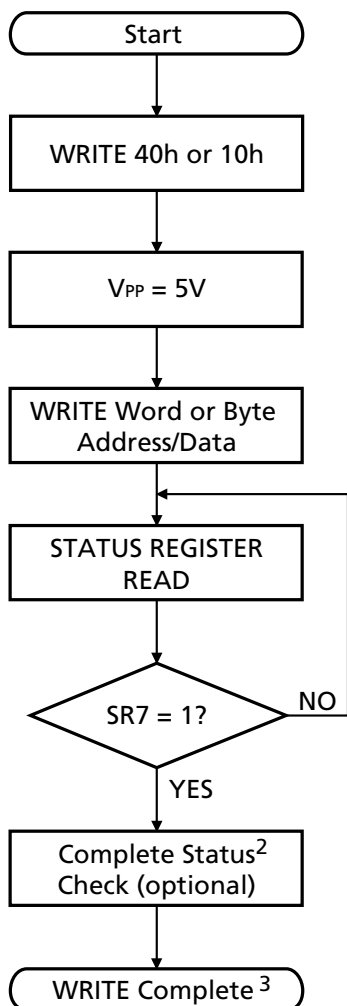 Start
WRITE 40h or 10h
VPP = 5V
WRITE Word or Byte
Address/Data
STATUS REGISTER
READ
SR7 = 1?
NO
YES
Complete Status2
Check (optional)
WRITE Complete 3